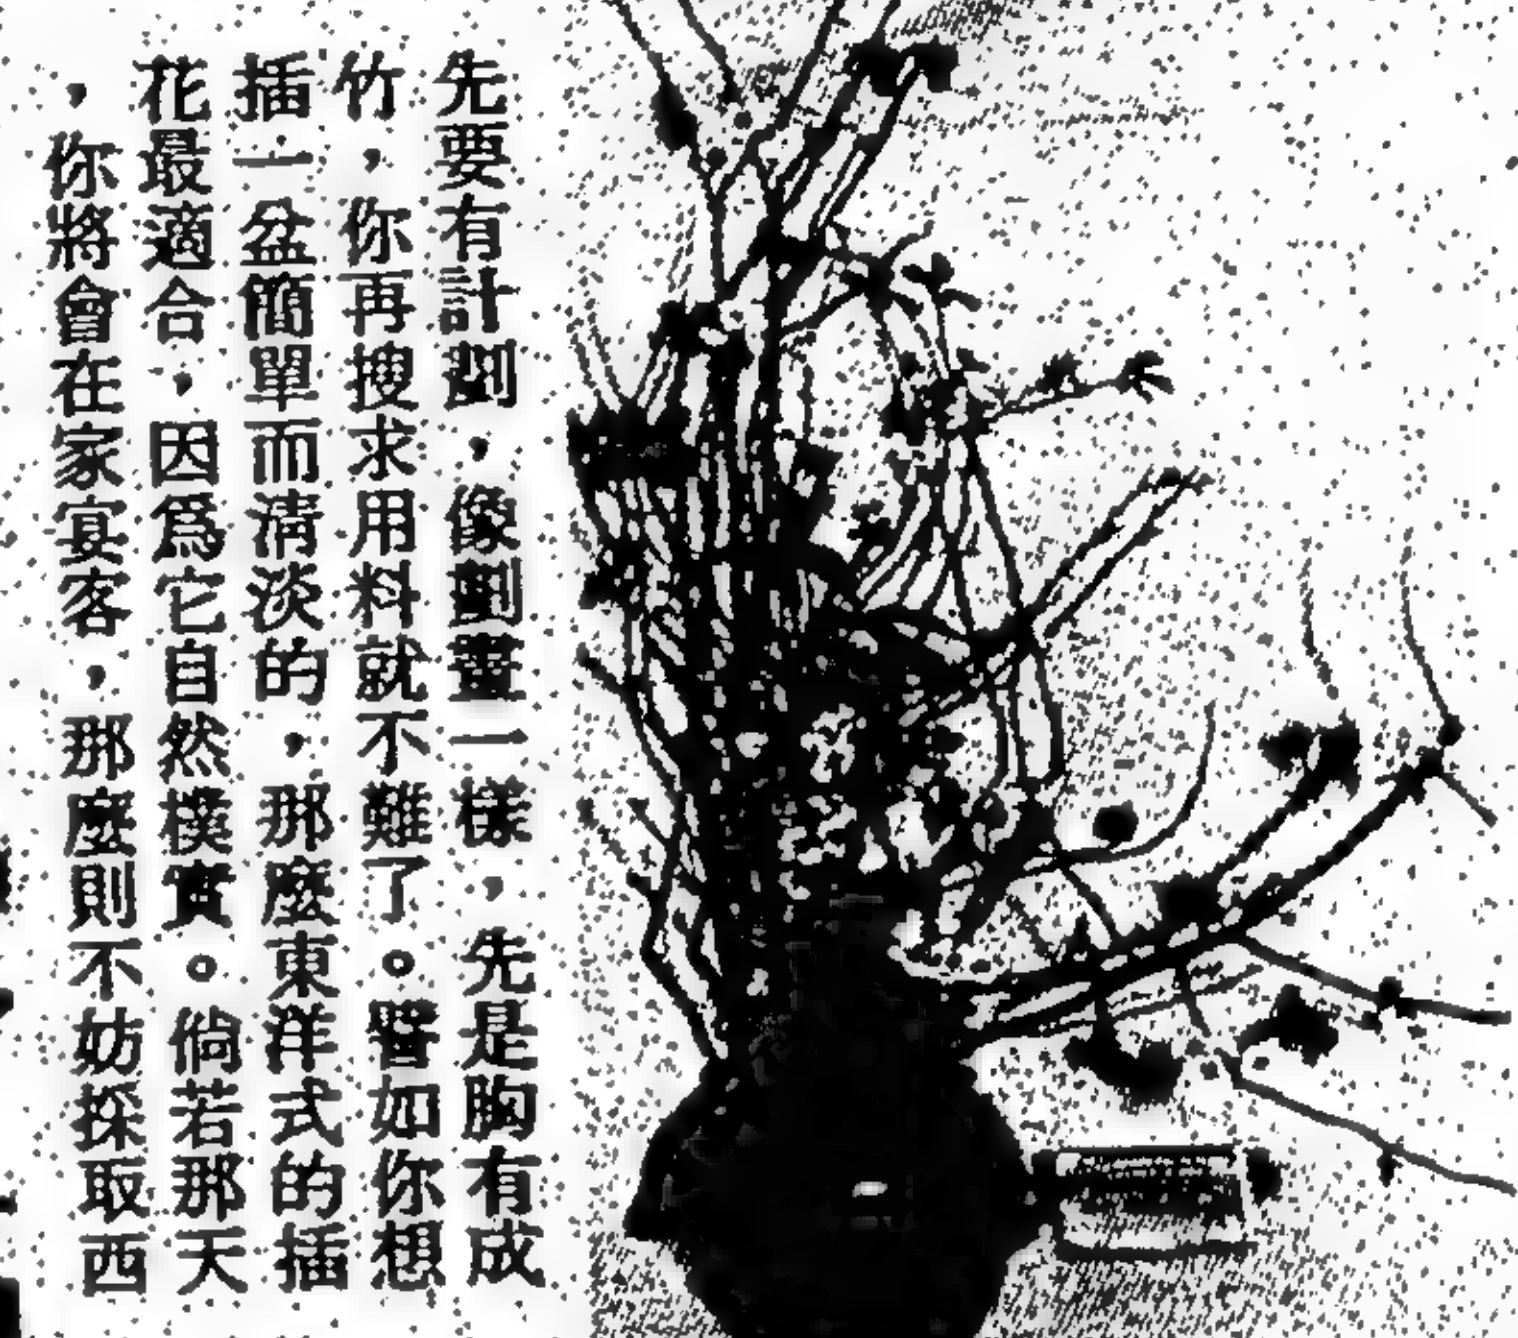 先要有計劃，像劃畫一樣，先是胸有成
竹，你再搜求用料就不難了。譬如你想
插一盆簡單而清淡的，那麼東洋式的插
花最適合，因爲它自然樸實。倘若那天
，你將會在家宴客，那麼則不妨採取西